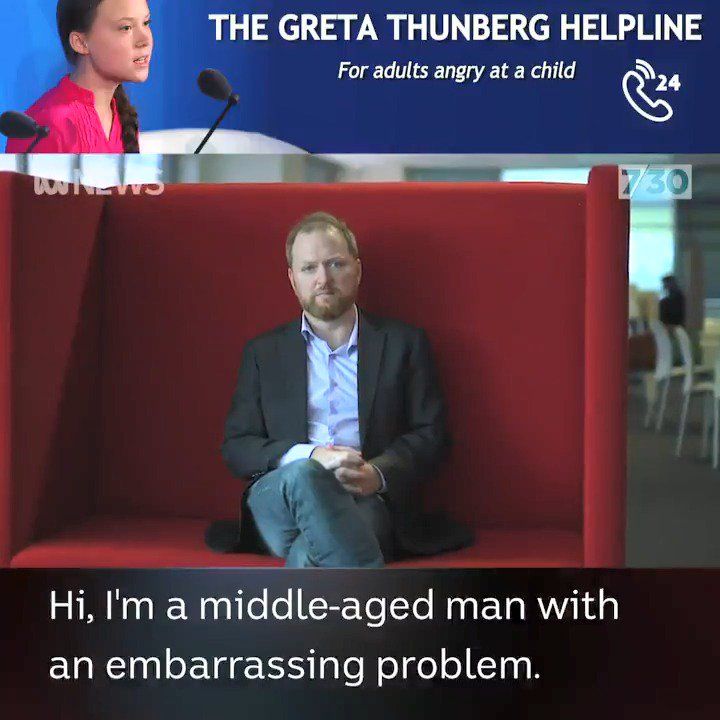 THE GRETA THUNBERG HELPLINE
For adults angry at a child
24
NEWS
7/30
Hi, I'm a middle-aged man with
an embarrassing problem.